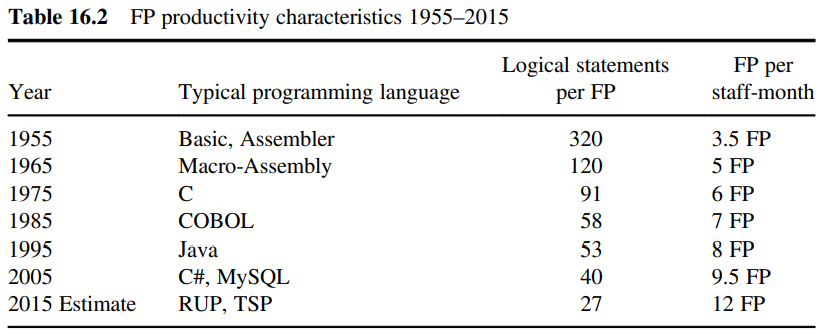 Table 16.2 FP productivity characteristics 1955–2015
Logical statements FP per
Year Typical programming language per FP staff-month
1955 Basic, Assembler 320 3.5 FP
1965 Macro-Assembly 120 5 FP
1975 C 91 6 FP
1985 COBOL 58 7 FP
1995 Java 53 8 FP
2005 C#, MySQL 40 9.5 FP
2015 Estimate RUP, TSP 27 12 FP